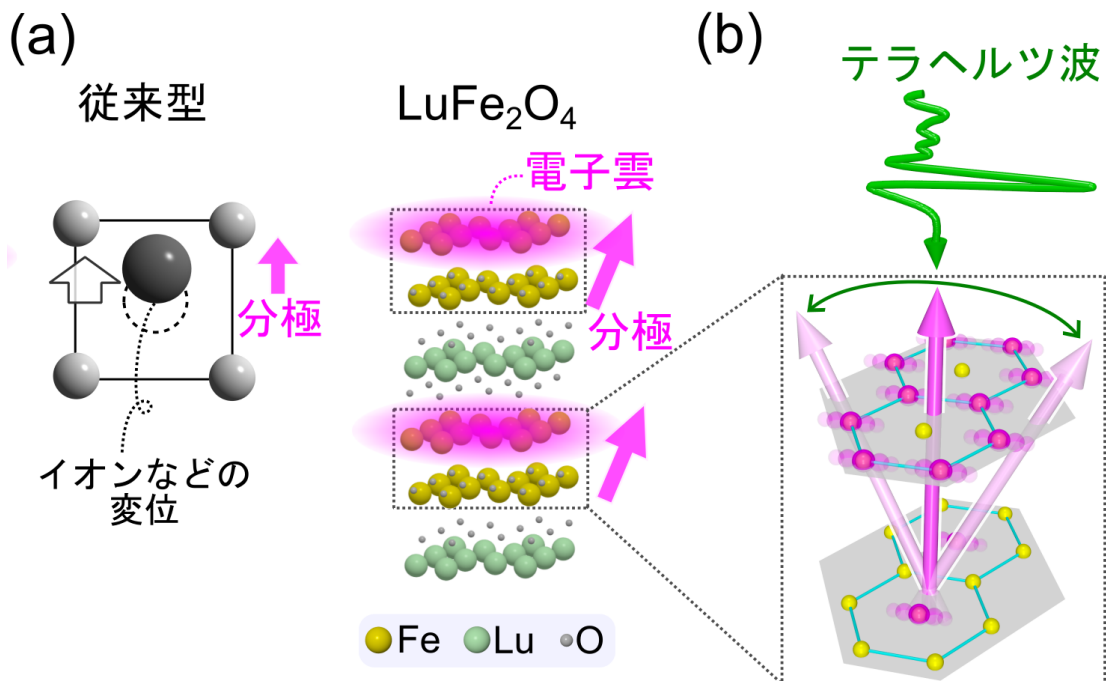 (a)
従来型
分極
イオンなどの
変位
LuFe₂O₄
電子雲
分極
Fe Lu O
(b)
テラヘルツ波